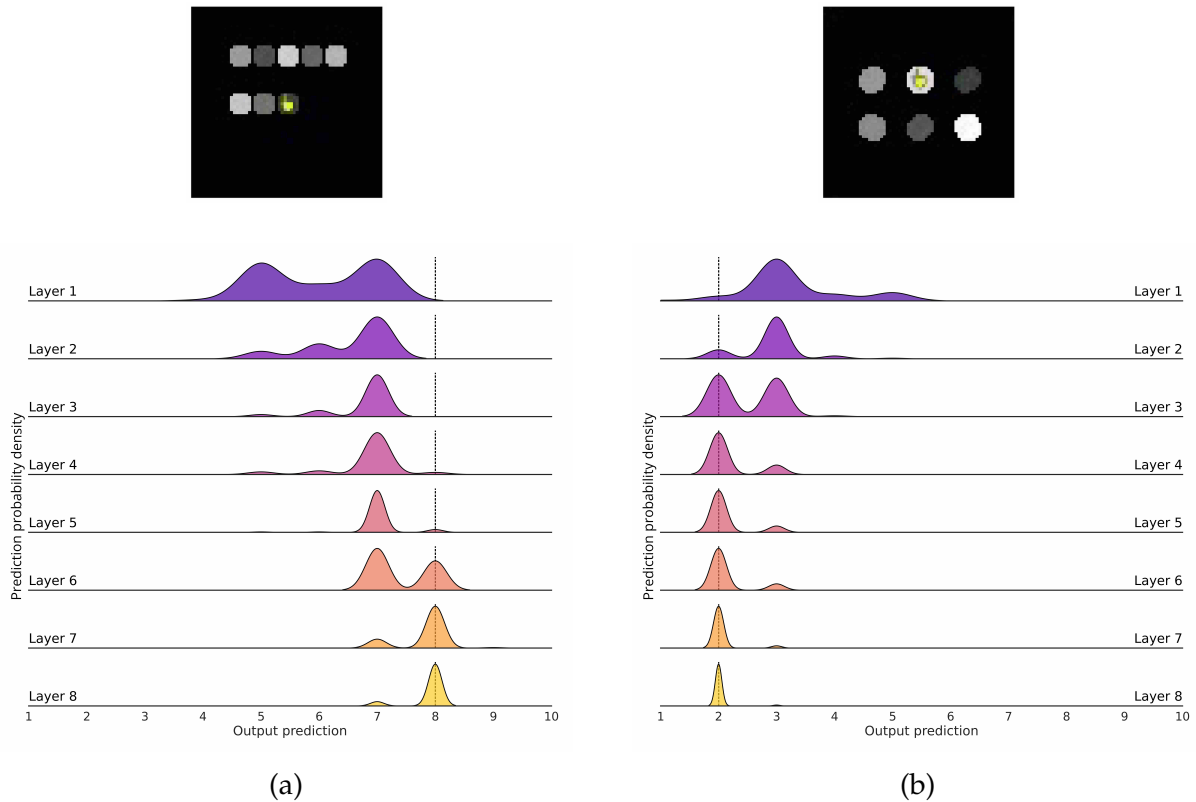 Prediction probability density
Layer 1
Layer 2
Layer 3
Layer 4
Layer 5
Layer 6
Layer 7
Layer 8
1 2 3 4 5 6 7 8 9 10
Output prediction
(a)
Prediction probability density
Layer 1
Layer 2
Layer 3
Layer 4
Layer 5
Layer 6
Layer 7
Layer 8
1 2 3 4 5 6 7 8 9 10
Output prediction
(b)